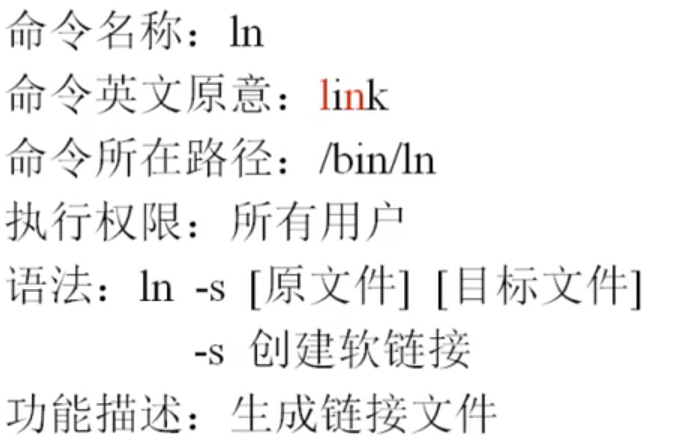 命令名称：ln
命令英文原意：link
命令所在路径：/bin/ln
执行权限：所有用户
语法：ln -s [原文件] [目标文件]
-s 创建软链接
功能描述：生成链接文件